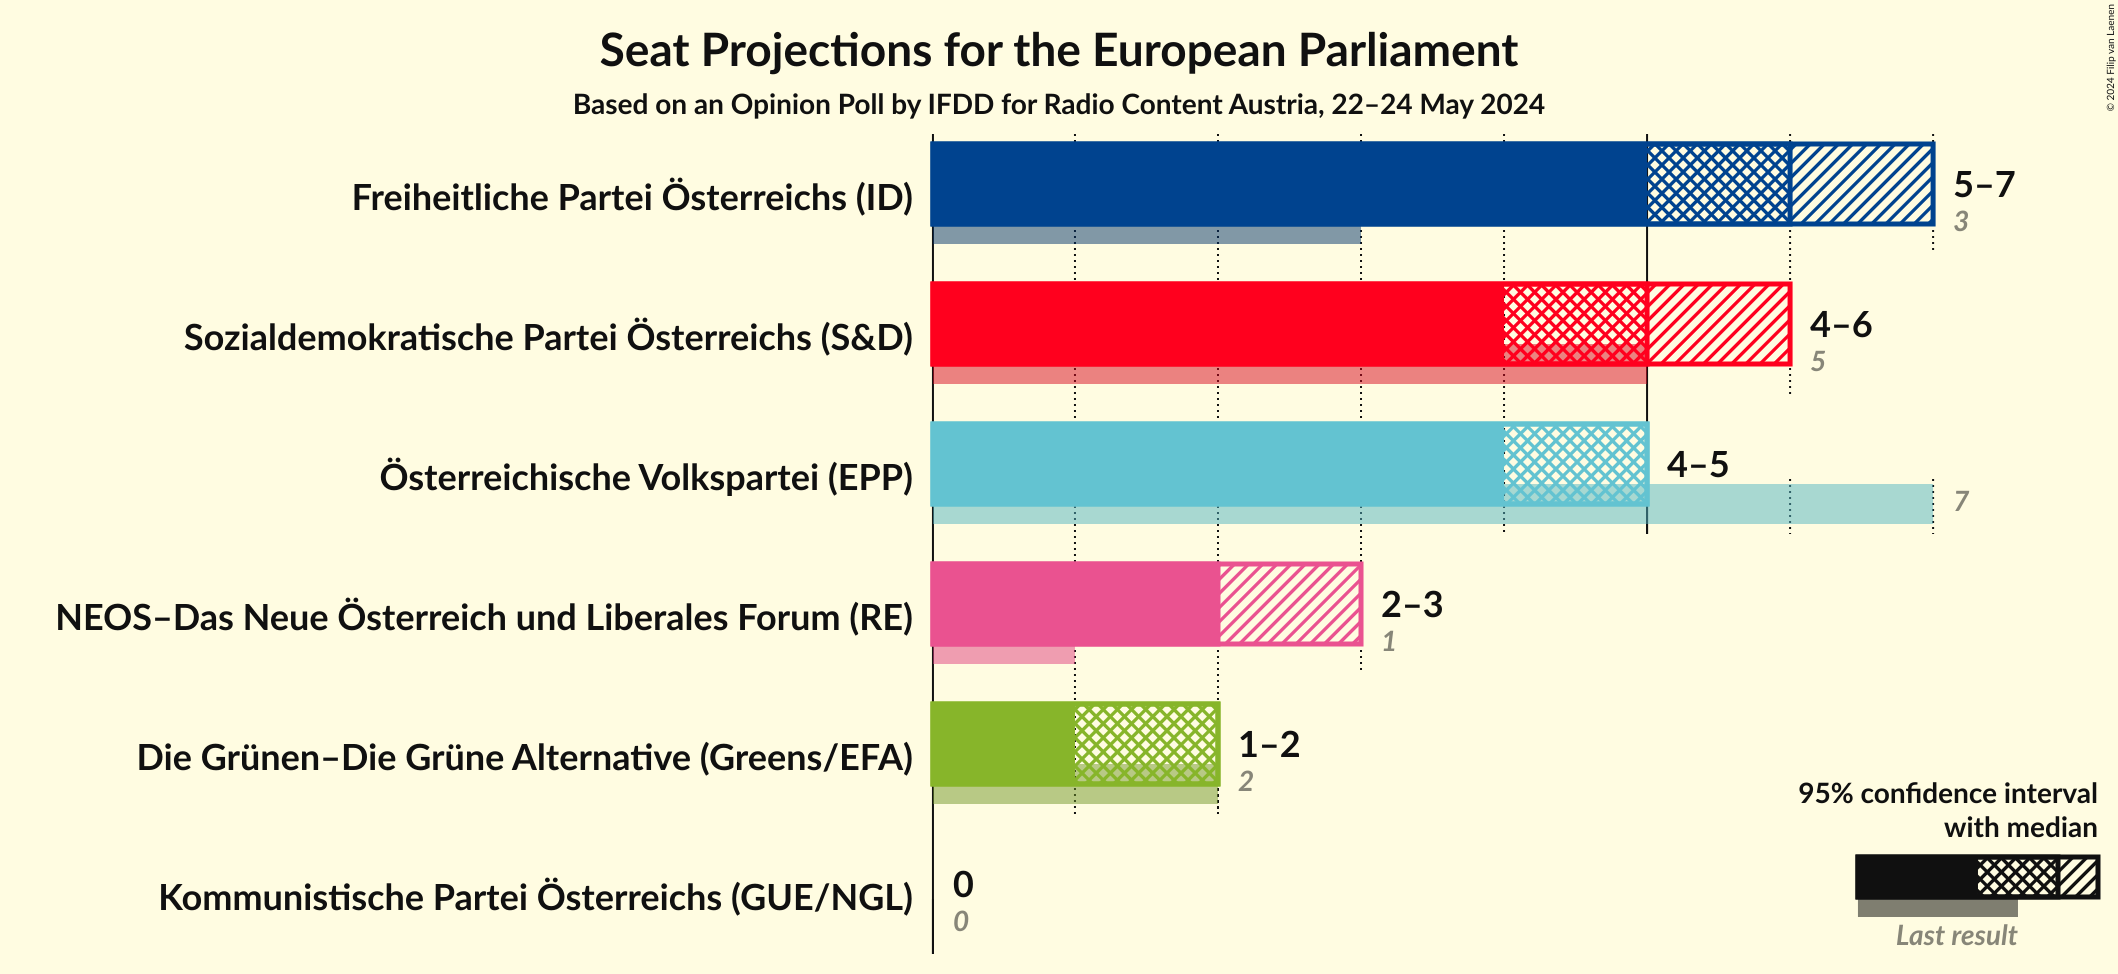 Seat Projections for the European Parliament
Based on an Opinion Poll by IFDD for Radio Content Austria, 22–24 May 2024
© 2024 Filip van Laenen
Freiheitliche Partei Österreichs (ID)
5–7
3
Sozialdemokratische Partei Österreichs (S&D)
4–6
5
Österreichische Volkspartei (EPP)
4–5
7
NEOS–Das Neue Österreich und Liberales Forum (RE)
2–3
1
Die Grünen–Die Grüne Alternative (Greens/EFA)
1–2
2
Kommunistische Partei Österreichs (GUE/NGL)
0
0
95% confidence interval
with median
Last result